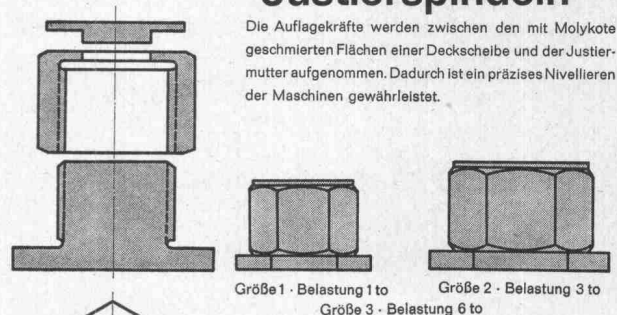 Justierspindeln
Die Auflagekräfte werden zwischen den mit Molykote
geschmierten Flächen einer Deckscheibe und der Justier-
mutter aufgenommen. Dadurch ist ein präzises Nivellieren
der Maschinen gewährleistet.
Größe1 · Belastung 1 to
Größe 2 · Belastung 3 to
Größe 3 · Belastung 6 to